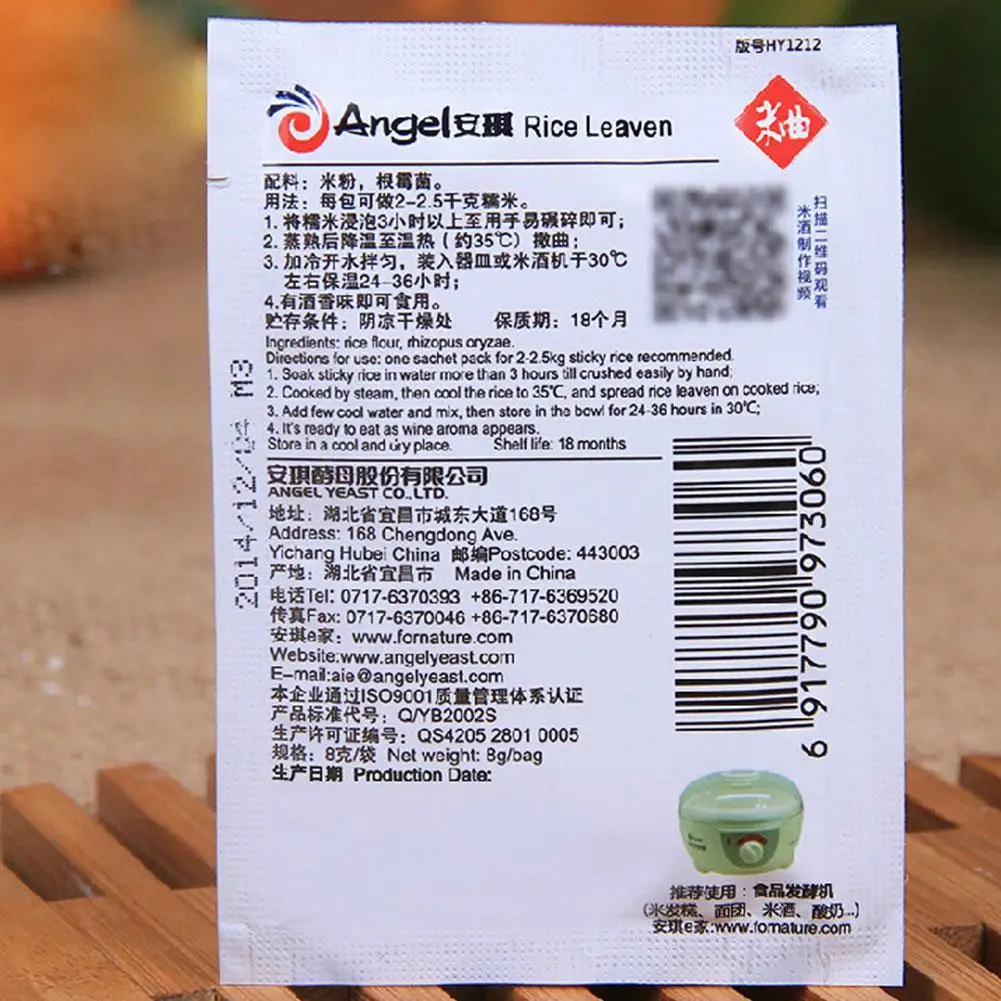 版号HY1212
Angel安琪 Rice Leaven
米曲
配料：米粉，根霉菌。
用法：每包可做2-2.5千克糯米。
1. 将糯米浸泡3小时以上至用手易碾碎即可；
2. 蒸熟后降温至温热（约35℃）撒曲；
3. 加冷开水拌匀，装入器皿或米酒机于30℃
左右保温24-36小时；
4.有酒香味即可食用。
贮存条件：阴凉干燥处 保质期：18个月
扫描二维码观看
米酒制作视频
Ingredients: rice flour, rhizopus oryzae.
Directions for use: one sachet pack for 2-2.5kg sticky rice recommended.
1. Soak sticky rice in water more than 3 hours till crushed easily by hand;
2. Cooked by steam, then cool the rice to 35℃, and spread rice leaven on cooked rice;
3. Add few cool water and mix, then store in the bowl for 24-36 hours in 30℃;
4. It's ready to eat as wine aroma appears.
Store in a cool and dry place. Shelf life: 18 months
安琪酵母股份有限公司
ANGEL YEAST CO.,LTD.
地址：湖北省宜昌市城东大道168号
Address: 168 Chengdong Ave.
Yichang Hubei China 邮编Postcode: 443003
产地：湖北省宜昌市 Made in China
电话Tel: 0717-6370393 +86-717-6369520
传真Fax: 0717-6370046 +86-717-6370680
安琪e家：www.fornature.com
Website:www.angelyeast.com
E-mail:aie@angelyeast.com
本企业通过ISO9001质量管理体系认证
产品标准代号：Q/YB2002S
生产许可证编号：QS4205 2801 0005
规格：8克/袋 Net weight: 8g/bag
生产日期 Production Date:
2014/12/04 M3
6 917790 973060
推荐使用：食品发酵机
(米发糕、面团、米酒、酸奶...)
安琪e家:www.fornature.com